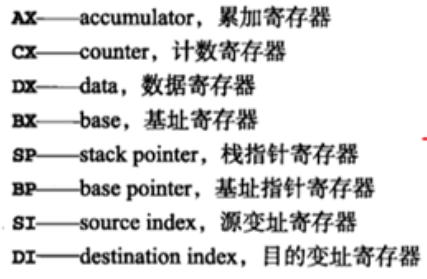 AX——accumulator，累加寄存器
CX——counter，计数寄存器
DX——data，数据寄存器
BX——base，基址寄存器
SP——stack pointer，栈指针寄存器
BP——base pointer，基址指针寄存器
SI——source index，源变址寄存器
DI——destination index，目的变址寄存器